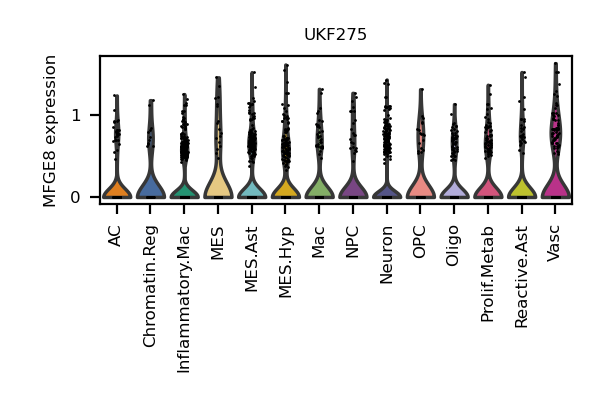 UKF275
MFGE8 expression
1
0
AC
Chromatin.Reg
Inflammatory.Mac
MES
MES.Ast
MES.Hyp
Mac
NPC
Neuron
OPC
Oligo
Prolif.Metab
Reactive.Ast
Vasc